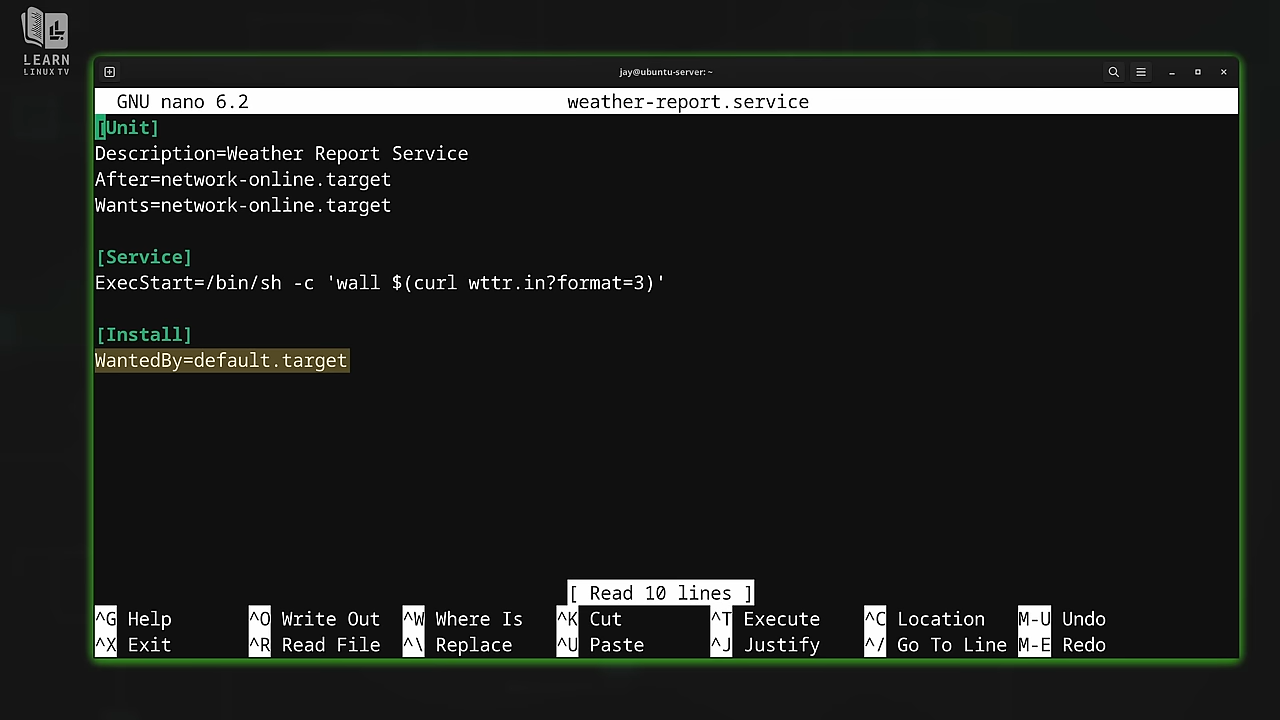 LEARN
LINUX TV
jay@ubuntu-server: ~
GNU nano 6.2 weather-report.service
[Unit]
Description=Weather Report Service
After=network-online.target
Wants=network-online.target
[Service]
ExecStart=/bin/sh -c 'wall $(curl wttr.in?format=3)'
[Install]
WantedBy=default.target
[ Read 10 lines ]
^G Help ^O Write Out ^W Where Is ^K Cut ^T Execute ^C Location M-U Undo
^X Exit ^R Read File ^\ Replace ^U Paste ^J Justify ^/ Go To Line M-E Redo